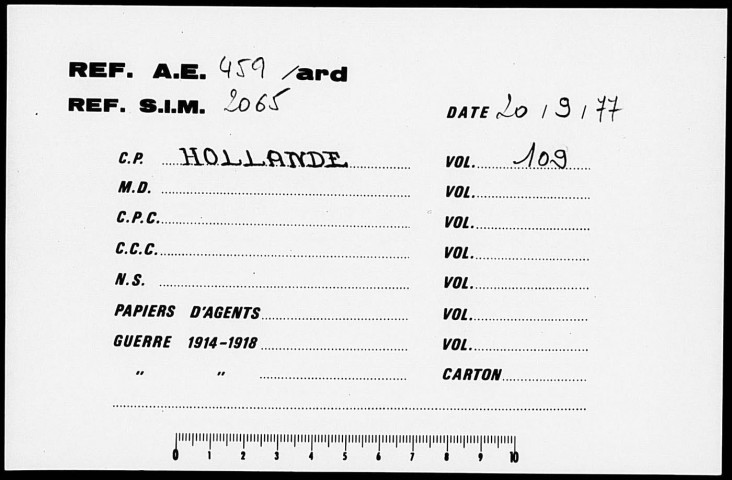 REF. A.E. 459 /ard
REF. S.I.M. 2065
DATE 20 / 9 / 77
C.P. HOLLANDE VOL. 109
M.D. VOL.
C.P.C. VOL.
C.C.C. VOL.
N.S. VOL.
PAPIERS D'AGENTS VOL.
GUERRE 1914-1918 VOL.
" " CARTON
0 1 2 3 4 5 6 7 8 9 10